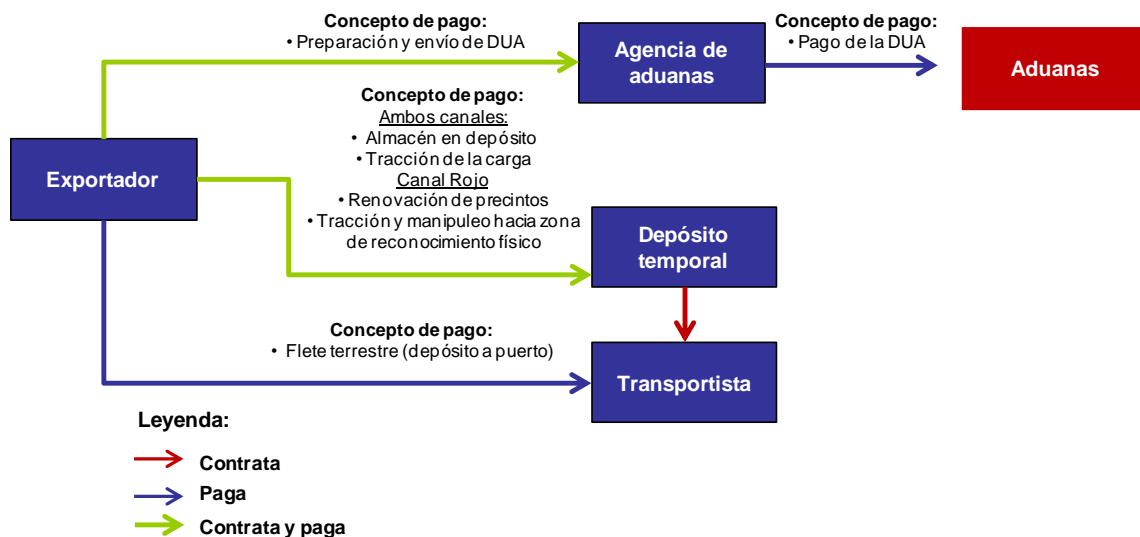 Concepto de pago:
• Preparación y envío de DUA
Agencia de
aduanas
Concepto de pago:
• Pago de la DUA
Aduanas
Concepto de pago:
Ambos canales:
• Almacén en depósito
• Tracción de la carga
Canal Rojo
• Renovación de precintos
• Tracción y manipuleo hacia zona
de reconocimiento físico
Exportador
Depósito
temporal
Concepto de pago:
• Flete terrestre (depósito a puerto)
Transportista
Leyenda:
Contrata
Paga
Contrata y paga